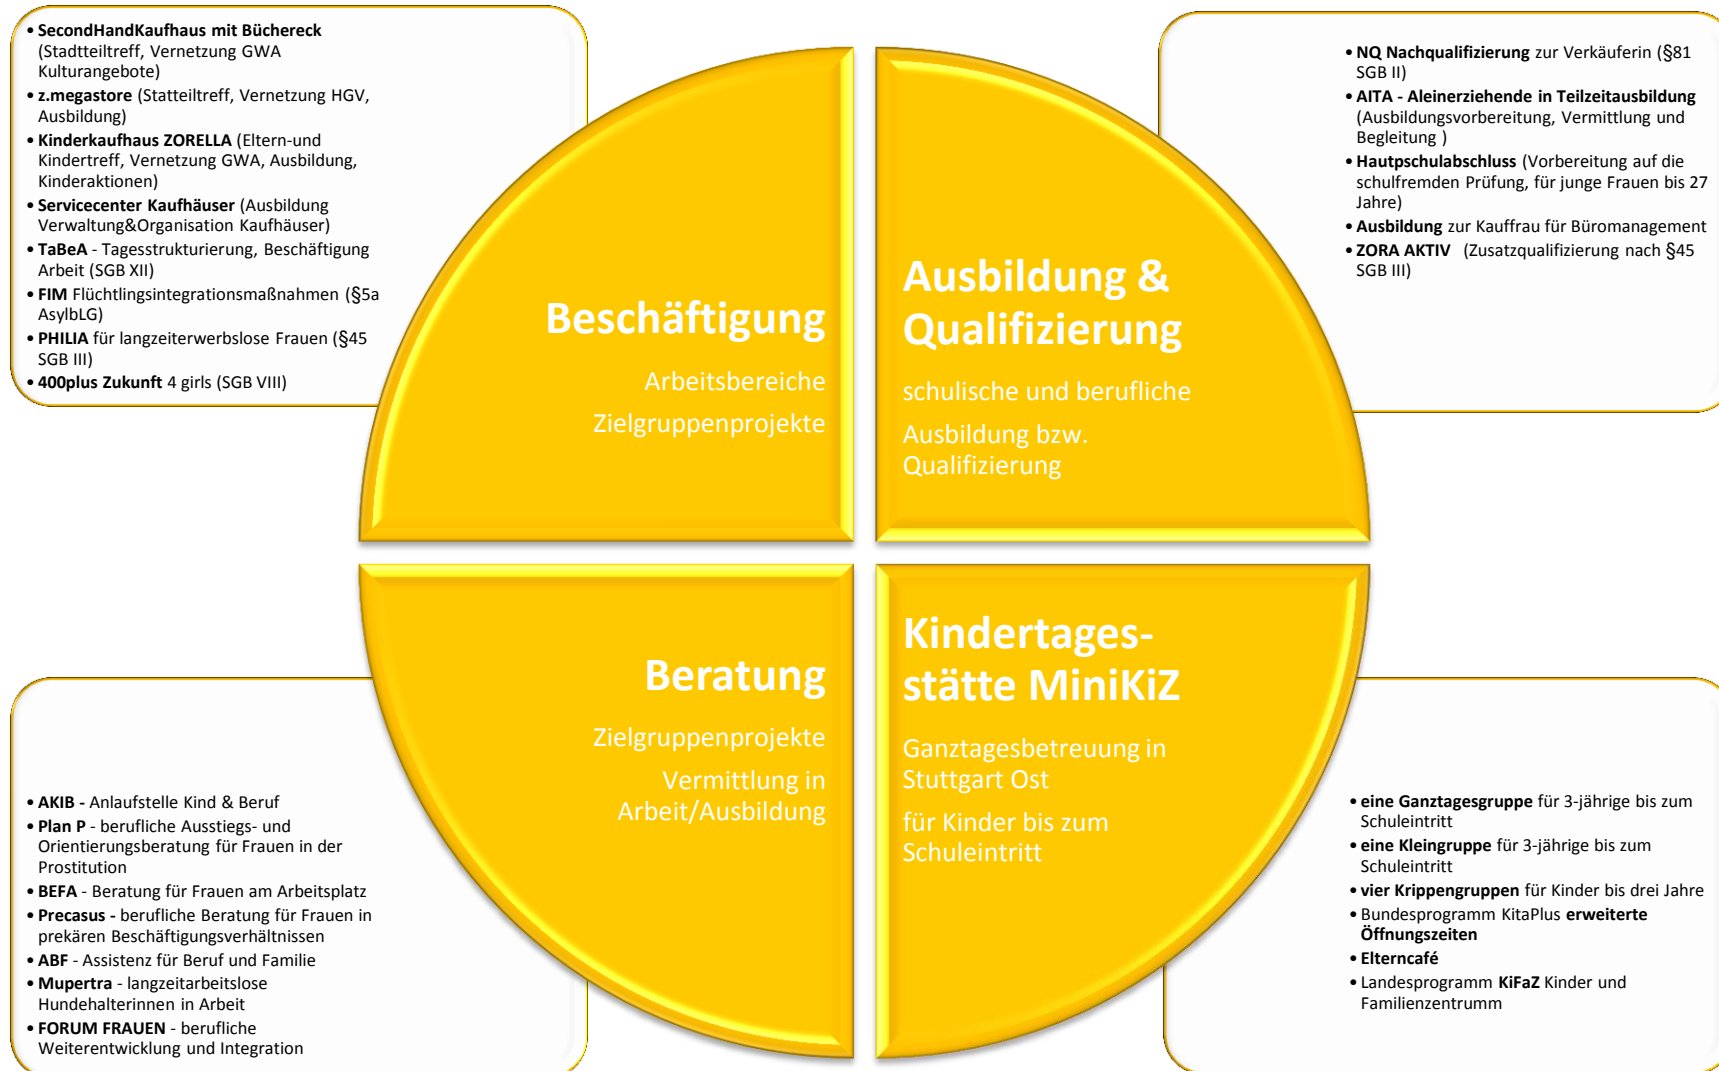 • SecondHandKaufhaus mit Büchereck
(Stadtteiltreff, Vernetzung GWA
Kulturangebote)
• z.megastore (Statteiltreff, Vernetzung HGV,
Ausbildung)
• Kinderkaufhaus ZORELLA (Eltern-und
Kindertreff, Vernetzung GWA, Ausbildung,
Kinderaktionen)
• Servicecenter Kaufhäuser (Ausbildung
Verwaltung&Organisation Kaufhäuser)
• TaBeA - Tagesstrukturierung, Beschäftigung
Arbeit (SGB XII)
• FIM Flüchtlingsintegrationsmaßnahmen (§5a
AsylbLG)
• PHILIA für langzeiterwerbslose Frauen (§45
SGB III)
• 400plus Zukunft 4 girls (SGB VIII)
Beschäftigung
Arbeitsbereiche
Zielgruppenprojekte
Ausbildung &
Qualifizierung
schulische und berufliche
Ausbildung bzw.
Qualifizierung
• NQ Nachqualifizierung zur Verkäuferin (§81
SGB II)
• AITA - Aleinerziehende in Teilzeitausbildung
(Ausbildungsvorbereitung, Vermittlung und
Begleitung )
• Hautpschulabschluss (Vorbereitung auf die
schulfremden Prüfung, für junge Frauen bis 27
Jahre)
• Ausbildung zur Kauffrau für Büromanagement
• ZORA AKTIV (Zusatzqualifizierung nach §45
SGB III)
Beratung
Zielgruppenprojekte
Vermittlung in
Arbeit/Ausbildung
• AKIB - Anlaufstelle Kind & Beruf
• Plan P - berufliche Ausstiegs- und
Orientierungsberatung für Frauen in der
Prostitution
• BEFA - Beratung für Frauen am Arbeitsplatz
• Precasus - berufliche Beratung für Frauen in
prekären Beschäftigungsverhältnissen
• ABF - Assistenz für Beruf und Familie
• Mupertra - langzeitarbeitslose
Hundehalterinnen in Arbeit
• FORUM FRAUEN - berufliche
Weiterentwicklung und Integration
Kindertages-
stätte MiniKiZ
Ganztagesbetreuung in
Stuttgart Ost
für Kinder bis zum
Schuleintritt
• eine Ganztagesgruppe für 3-jährige bis zum
Schuleintritt
• eine Kleingruppe für 3-jährige bis zum
Schuleintritt
• vier Krippengruppen für Kinder bis drei Jahre
• Bundesprogramm KitaPlus erweiterte
Öffnungszeiten
• Elterncafé
• Landesprogramm KiFaZ Kinder und
Familienzentrumm